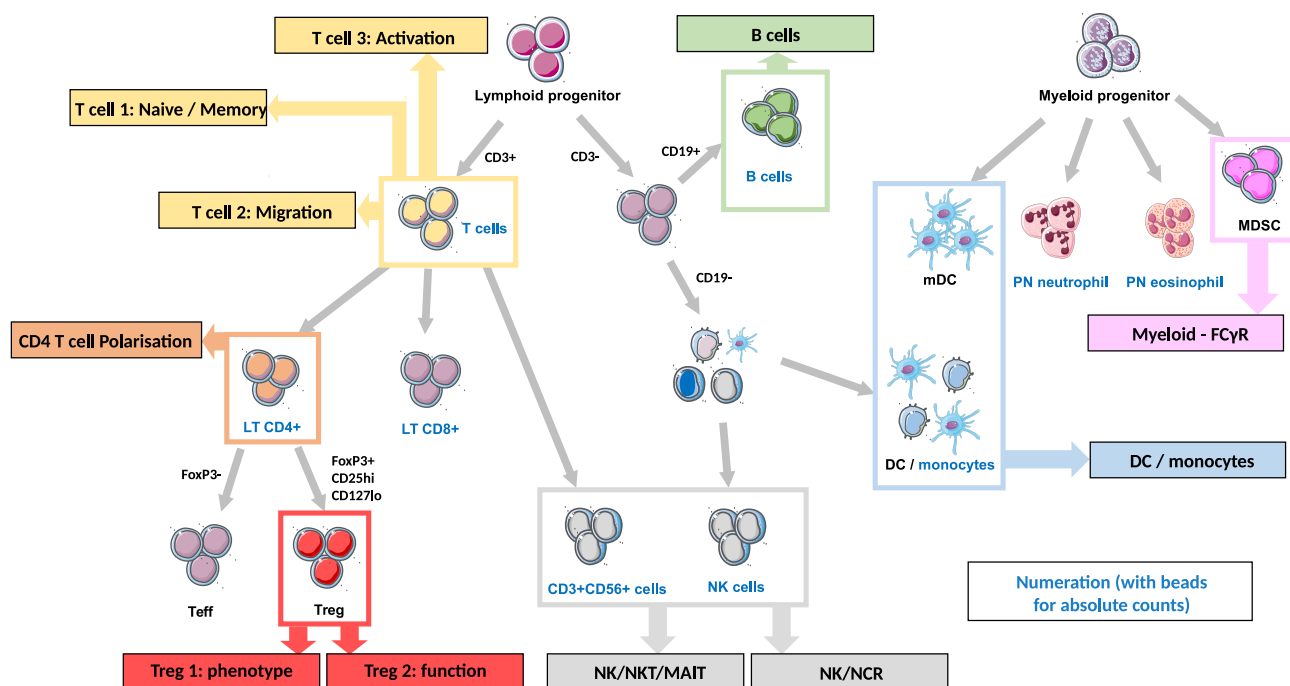 T cell 3: Activation
B cells
Lymphoid progenitor
Myeloid progenitor
T cell 1: Naive / Memory
CD3+
CD3-
CD19+
B cells
T cell 2: Migration
T cells
MDSC
CD19-
mDC
PN neutrophil
PN eosinophil
CD4 T cell Polarisation
Myeloid - FCγR
LT CD4+
LT CD8+
DC / monocytes
DC / monocytes
FoxP3-
FoxP3+
CD25hi
CD127lo
CD3+CD56+ cells
NK cells
Numeration (with beads
for absolute counts)
Teff
Treg
Treg 1: phenotype
Treg 2: function
NK/NKT/MAIT
NK/NCR